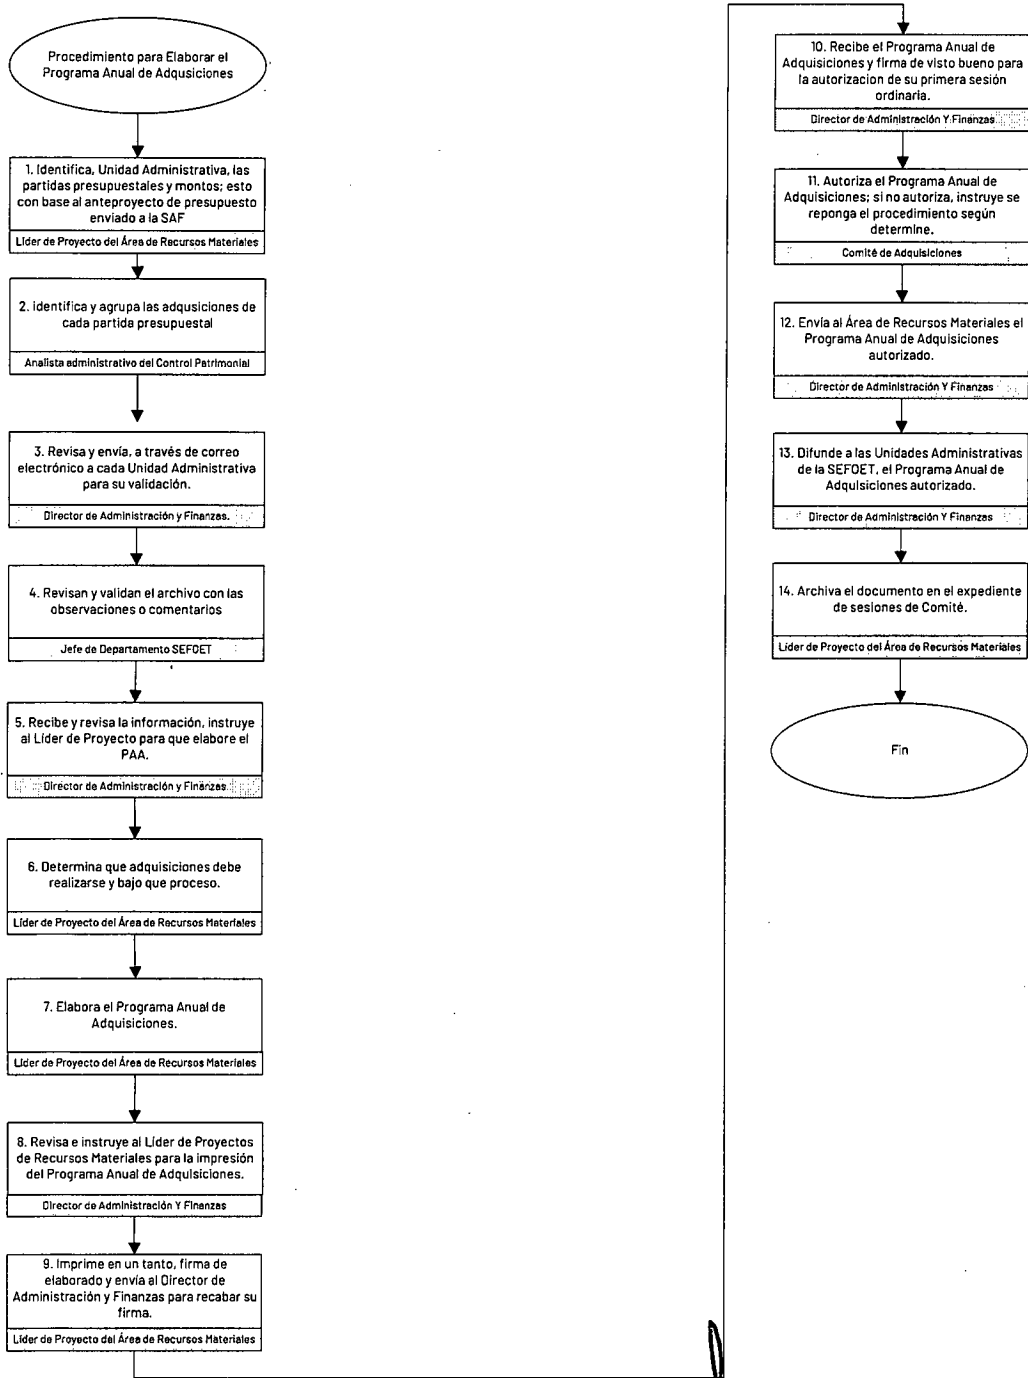 Procedimiento para Elaborar el
Programa Anual de Adqusiciones
1. Identifica, Unidad Administrativa, las
partidas presupuestales y montos; esto
con base al anteproyecto de presupuesto
enviado a la SAF
Líder de Proyecto del Área de Recursos Materiales
2. identifica y agrupa las adqusiciones de
cada partida presupuestal
Analista administrativo del Control Patrimonial
3. Revisa y envía, a través de correo
electrónico a cada Unidad Administrativa
para su validación.
Director de Administración y Finanzas.
4. Revisan y validan el archivo con las
observaciones o comentarios
Jefe de Departamento SEFOET
5. Recibe y revisa la información, instruye
al Líder de Proyecto para que elabore el
PAA.
Director de Administración y Finanzas
6. Determina que adquisiciones debe
realizarse y bajo que proceso.
Líder de Proyecto del Área de Recursos Materiales
7. Elabora el Programa Anual de
Adquisiciones.
Líder de Proyecto del Área de Recursos Materiales
8. Revisa e instruye al Líder de Proyectos
de Recursos Materiales para la impresión
del Programa Anual de Adquisiciones.
Director de Administración Y Finanzas
9. Imprime en un tanto, firma de
elaborado y envía al Director de
Administración y Finanzas para recabar su
firma.
Líder de Proyecto del Área de Recursos Materiales
10. Recibe el Programa Anual de
Adquisiciones y firma de visto bueno para
la autorizacion de su primera sesión
ordinaria.
Director de Administración Y Finanzas
11. Autoriza el Programa Anual de
Adquisiciones; si no autoriza, instruye se
reponga el procedimiento según
determine.
Comité de Adquisiciones
12. Envía al Área de Recursos Materiales el
Programa Anual de Adquisiciones
autorizado.
Director de Administración Y Finanzas
13. Difunde a las Unidades Administrativas
de la SEFOET, el Programa Anual de
Adquisiciones autorizado.
Director de Administración Y Finanzas
14. Archiva el documento en el expediente
de sesiones de Comité.
Líder de Proyecto del Área de Recursos Materiales
Fin